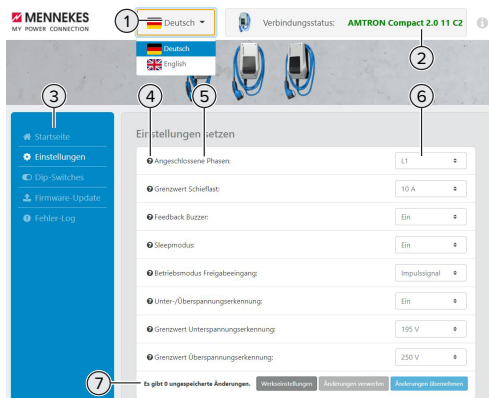 MENNEKES
MY POWER CONNECTION
1
Deutsch
Verbindungsstatus: AMTRON Compact 2.0 11 C2
Deutsch
English
2
3
4
5
6
Startseite
Einstellungen
Dip-Switches
Firmware-Update
Fehler-Log
Einstellungen setzen
Angeschlossene Phasen: L1
Grenzwert Schieflast: 10 A
Feedback Buzzer: Ein
Sleepmodus: Ein
Betriebsmodus Freigabeeingang: Impulssignal
Unter-/Überspannungserkennung: Ein
Grenzwert Unterspannungserkennung: 195 V
Grenzwert Überspannungserkennung: 250 V
7
Es gibt 0 ungespeicherte Änderungen. Werkseinstellungen Änderungen verwerfen Änderungen übernehmen